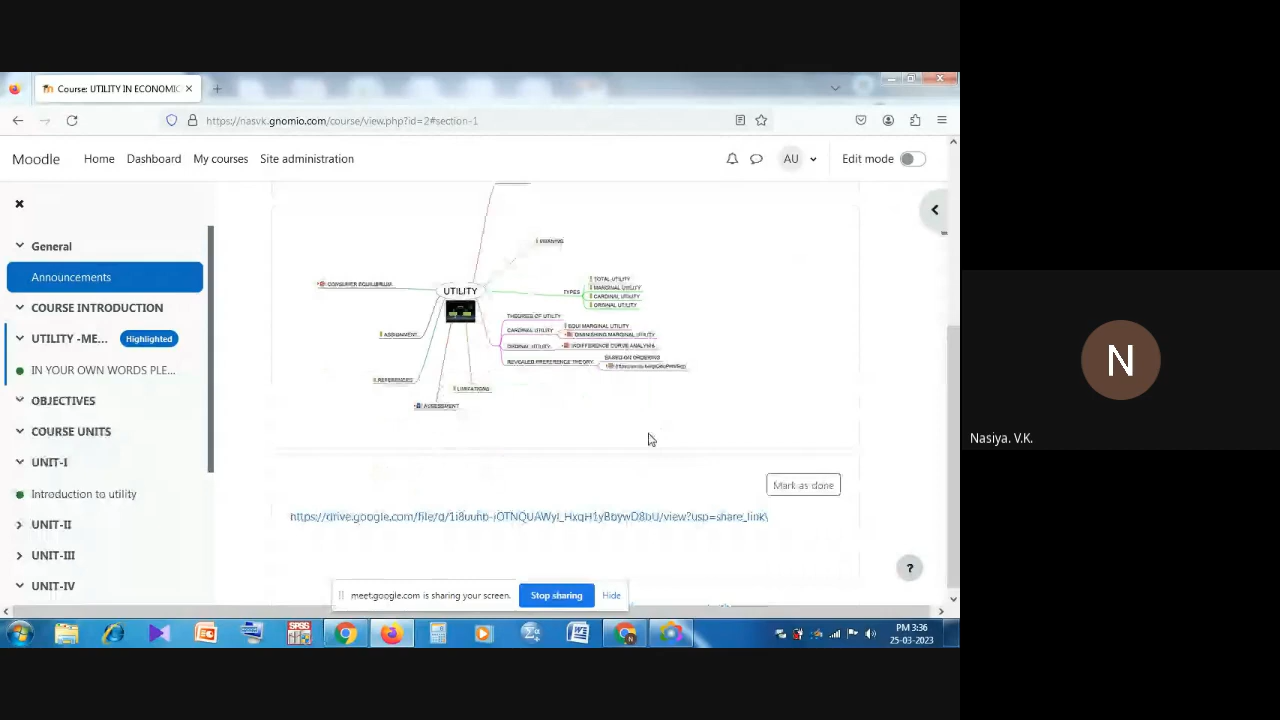 Course: UTILITY IN ECONOMIC
https://nasvk.gnomio.com/course/view.php?id=2#section-1
Moodle
Home
Dashboard
My courses
Site administration
AU
Edit mode
General
Announcements
COURSE INTRODUCTION
UTILITY -ME...
Highlighted
IN YOUR OWN WORDS PLE...
OBJECTIVES
COURSE UNITS
UNIT-I
Introduction to utility
UNIT-II
UNIT-III
UNIT-IV
MEANING
CONSUMER EQUILIBRIUM
UTILITY
TYPES
TOTAL UTILITY
MARGINAL UTILITY
CARDINAL UTILITY
ORDINAL UTILITY
THEORIES OF UTILITY
CARDINAL UTILITY
EQUI MARGINAL UTILITY
DIMINISHING MARGINAL UTILITY
ORDINAL UTILITY
INDIFFERENCE CURVE ANALYSIS
REVEALED PREFERENCE THEORY
BASED ON ORDERING
ASSIGNMENT
REFERENCES
LIMITATIONS
ASSESSMENT
Mark as done
?
meet.google.com is sharing your screen.
Stop sharing
Hide
SPSS
PM 3:36
25-03-2023
N
Nasiya. V.K.